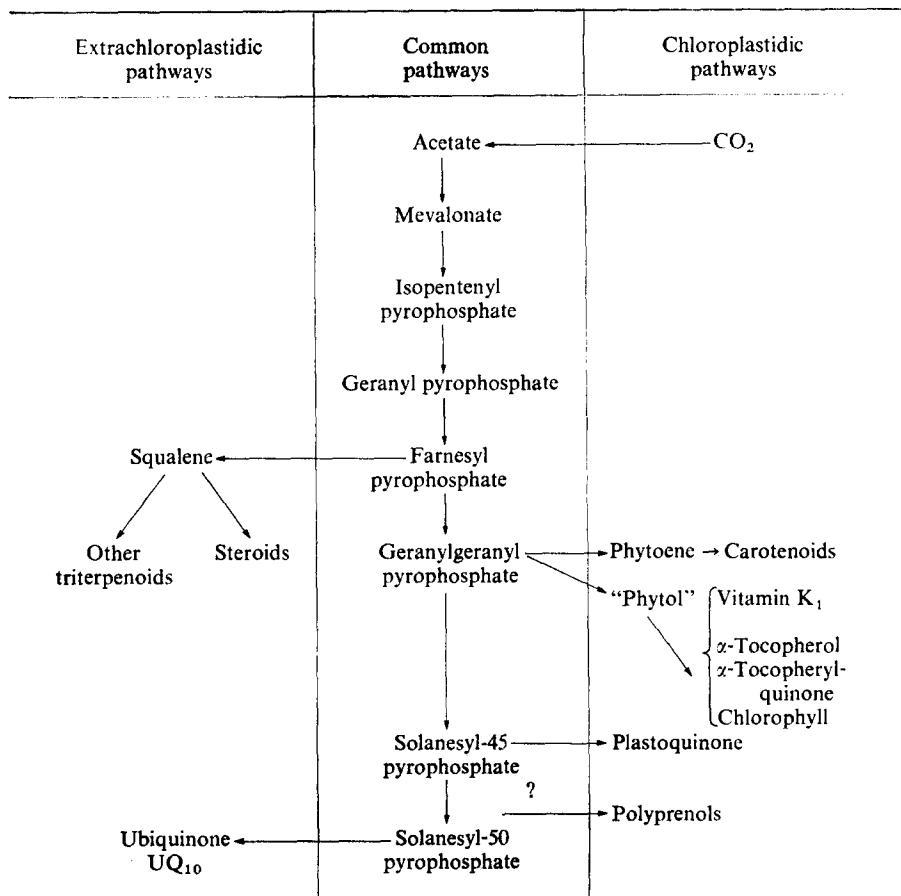 Extrachloroplastidic
pathways
Common
pathways
Chloroplastidic
pathways
Acetate
CO₂
Mevalonate
Isopentenyl
pyrophosphate
Geranyl pyrophosphate
Squalene
Farnesyl
pyrophosphate
Other
triterpenoids
Steroids
Geranylgeranyl
pyrophosphate
Phytoene → Carotenoids
"Phytol"
Vitamin K₁
α-Tocopherol
α-Tocopheryl-
quinone
Chlorophyll
Solanesyl-45
pyrophosphate
Plastoquinone
?
Polyprenols
Ubiquinone
UQ₁₀
Solanesyl-50
pyrophosphate